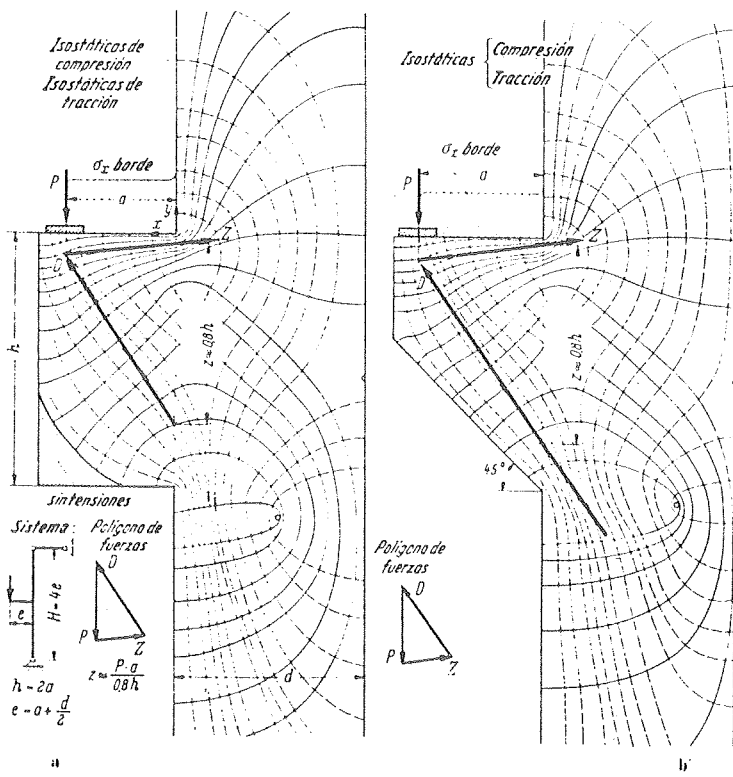 Isostáticas de
compresión
Isostáticas de
tracción
σx borde
P
a
y
x
Z
D
h
z≈0,8h
sin tensiones
Sistema:
Polígono de
fuerzas
D
H=4e
e
P
Z
z≈ P·a / 0,8h
h=2a
e=a+ d/2
d
a
Isostáticas { Compresión
Tracción
σx borde
P
a
Z
D
z≈0,8h
45°
Polígono de
fuerzas
D
P
Z
b